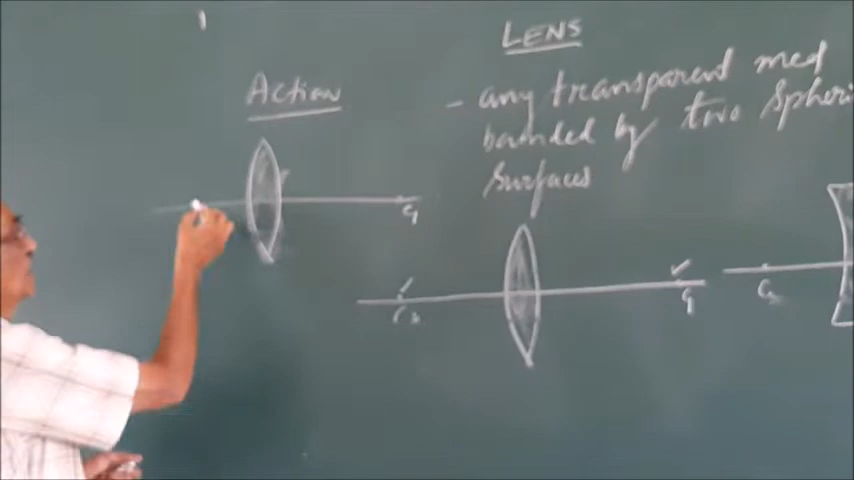 LENS
Action
- any transparent med
bounded by two spheri
surfaces
C₁
C₂
C₁
C₂